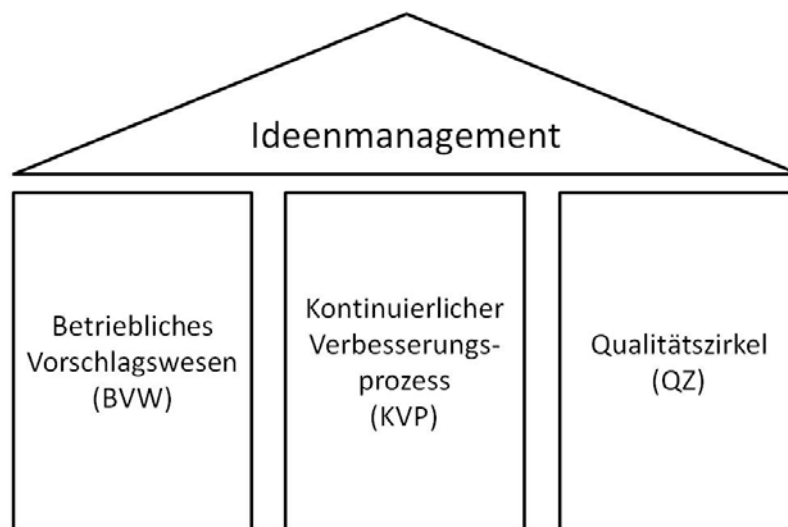 Ideenmanagement
Betriebliches
Vorschlagswesen
(BVW)
Kontinuierlicher
Verbesserungs-
prozess
(KVP)
Qualitätszirkel
(QZ)